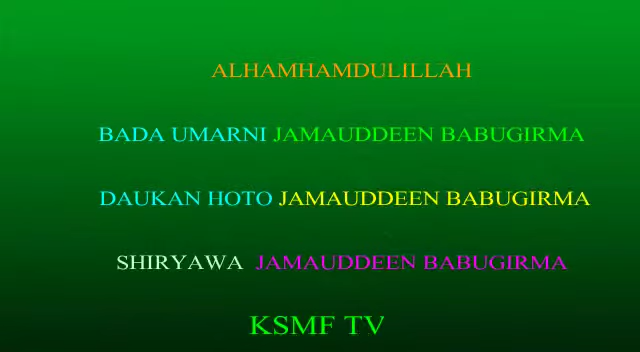 ALHAMHAMDULILLAH
BADA UMARNI JAMAUDDEEN BABUGIRMA
DAUKAN HOTO JAMAUDDEEN BABUGIRMA
SHIRYAWA JAMAUDDEEN BABUGIRMA
KSMF TV